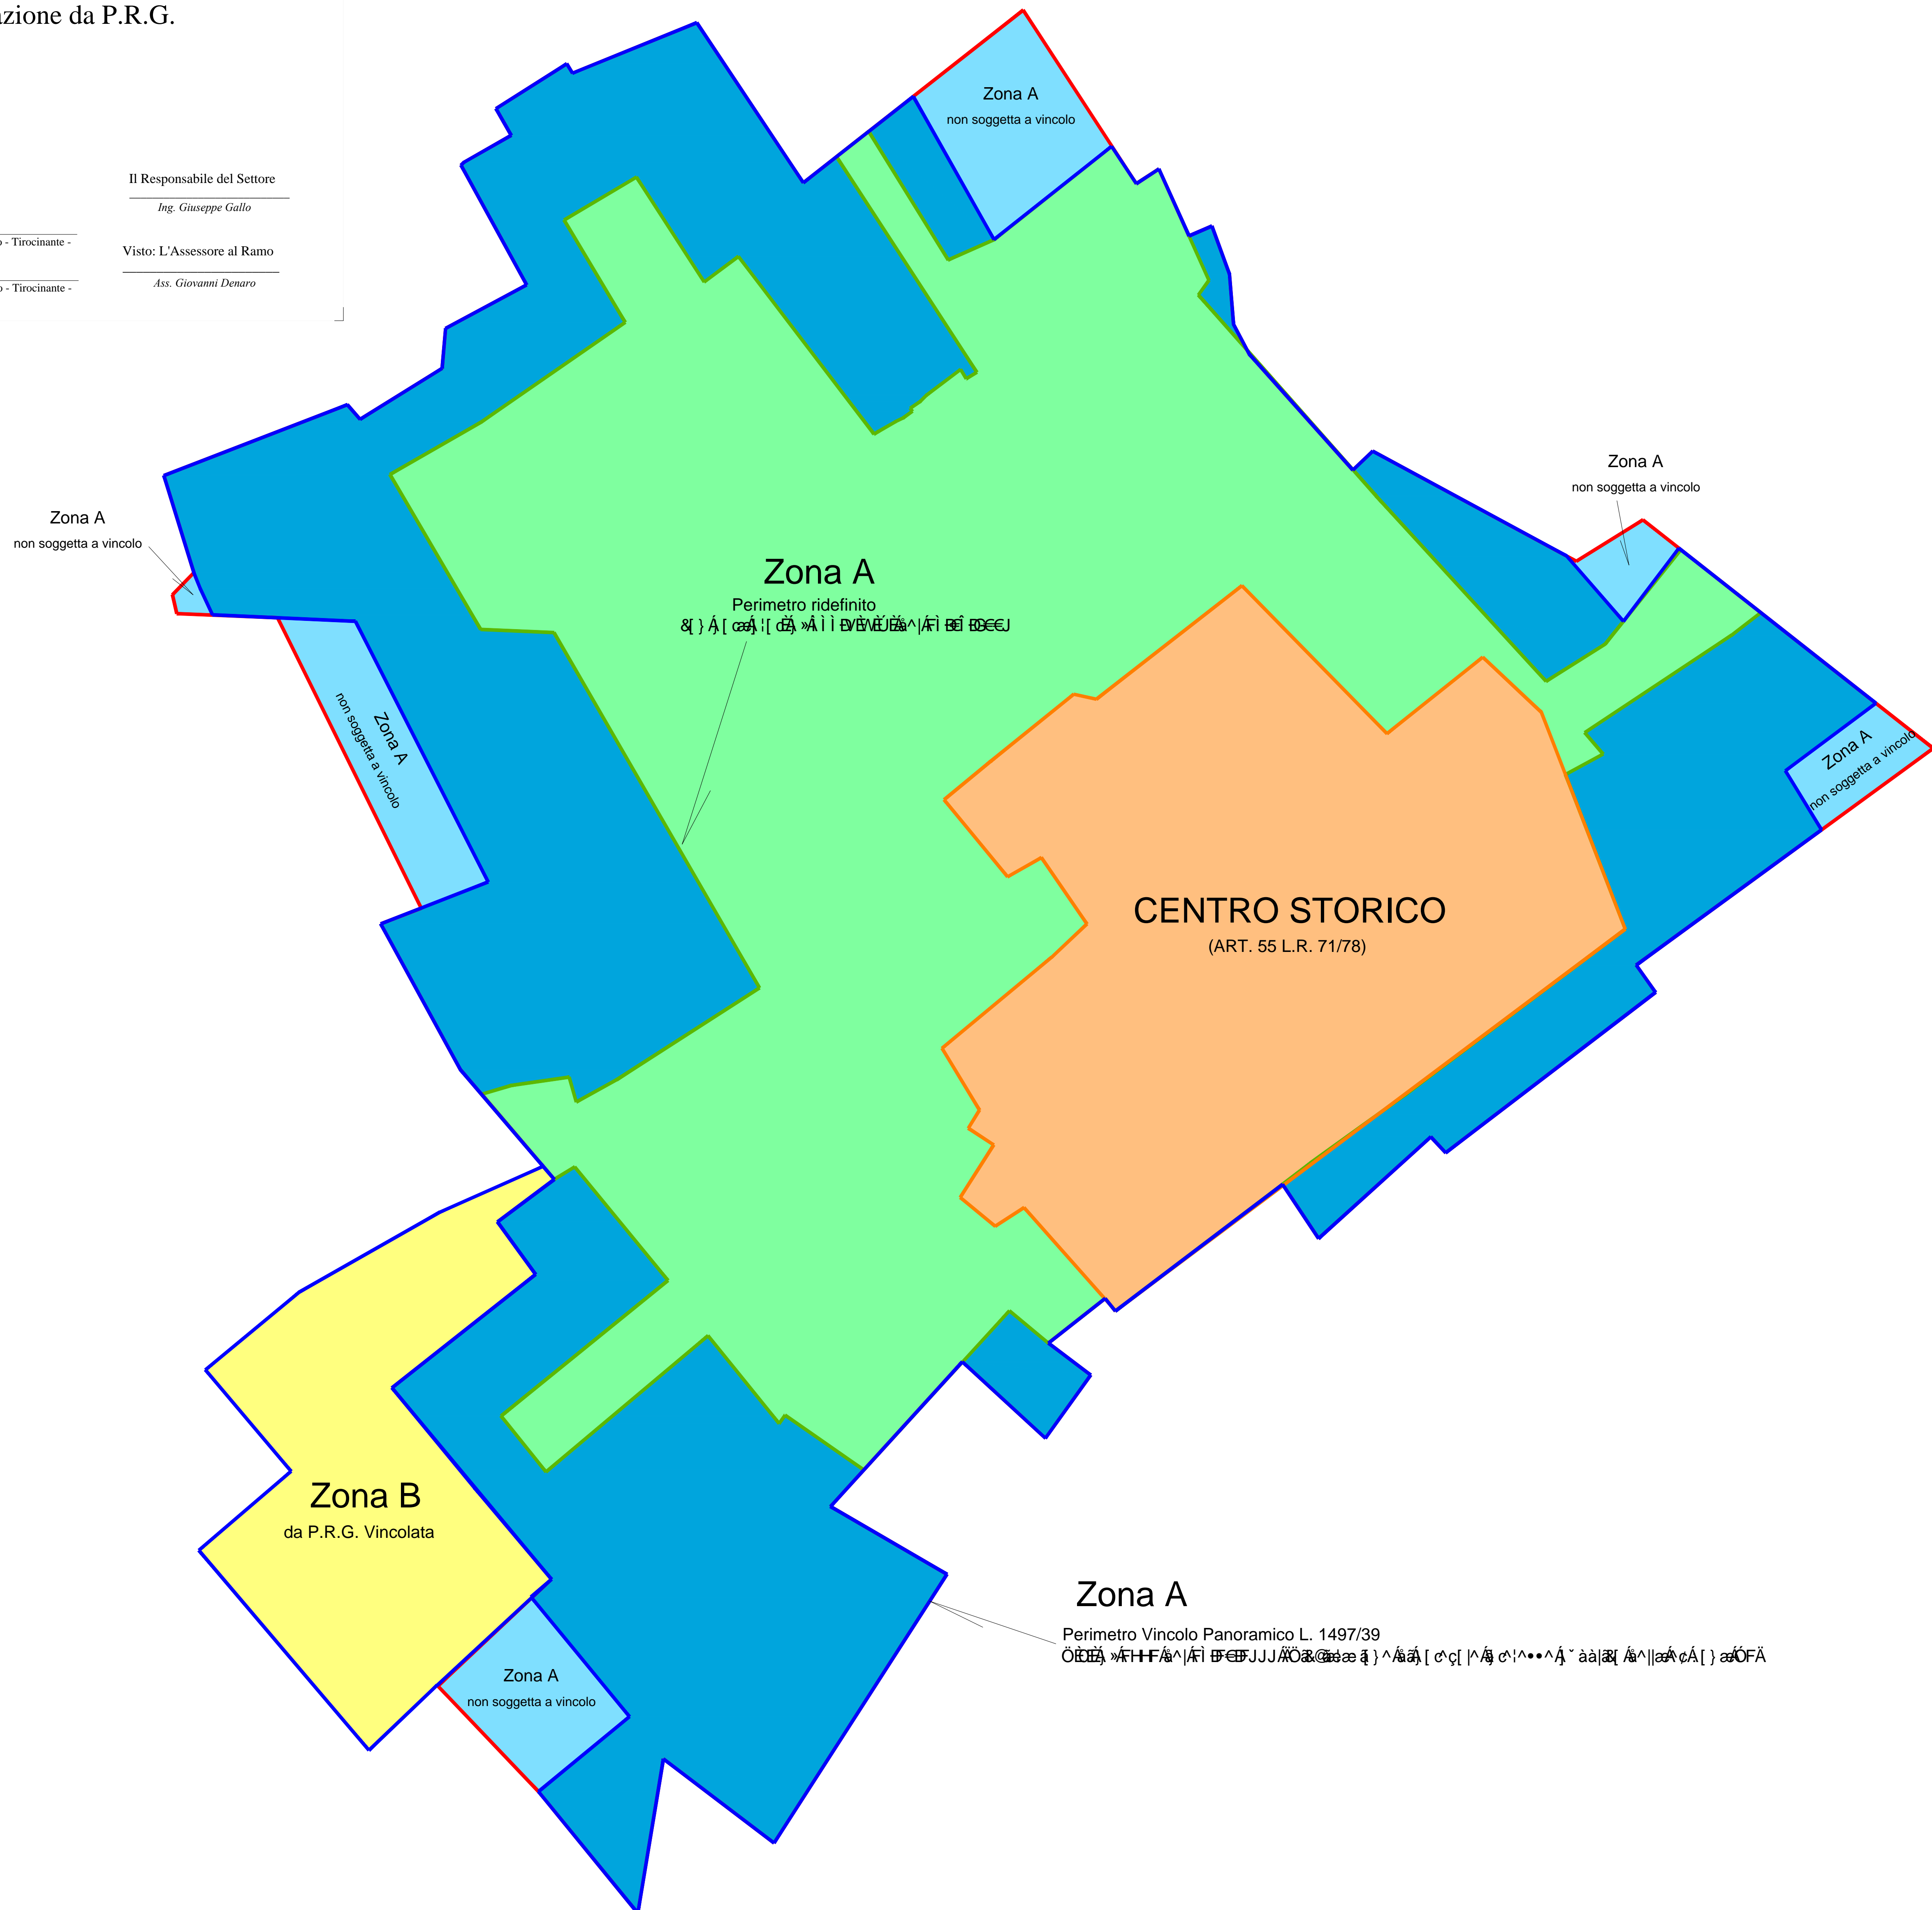 azione da P.R.G.
Il Responsabile del Settore
Ing. Giuseppe Gallo
o - Tirocinante -
Visto: L'Assessore al Ramo
o - Tirocinante -
Ass. Giovanni Denaro
Zona A
non soggetta a vincolo
Zona A
non soggetta a vincolo
Zona A
non soggetta a vincolo
Zona A
Perimetro ridefinito
Zona A
non soggetta a vincolo
Zona A
non soggetta a vincolo
CENTRO STORICO
(ART. 55 L.R. 71/78)
Zona B
da P.R.G. Vincolata
Zona A
Perimetro Vincolo Panoramico L. 1497/39
Zona A
non soggetta a vincolo